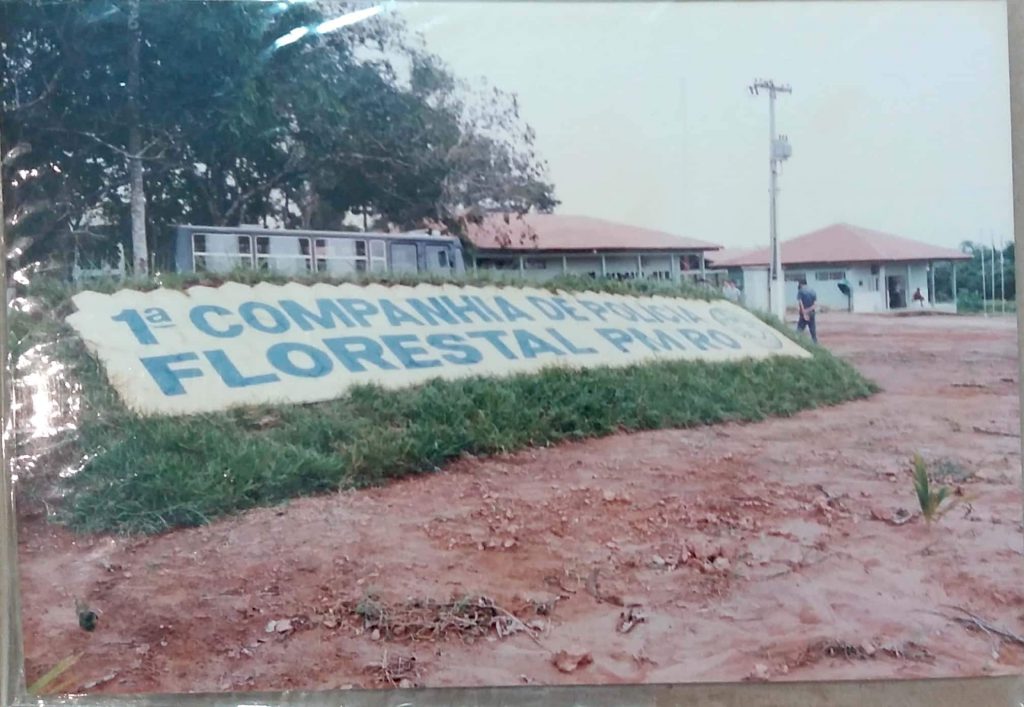 1ª COMPANHIA DE POLICIA
FLORESTAL PM RO